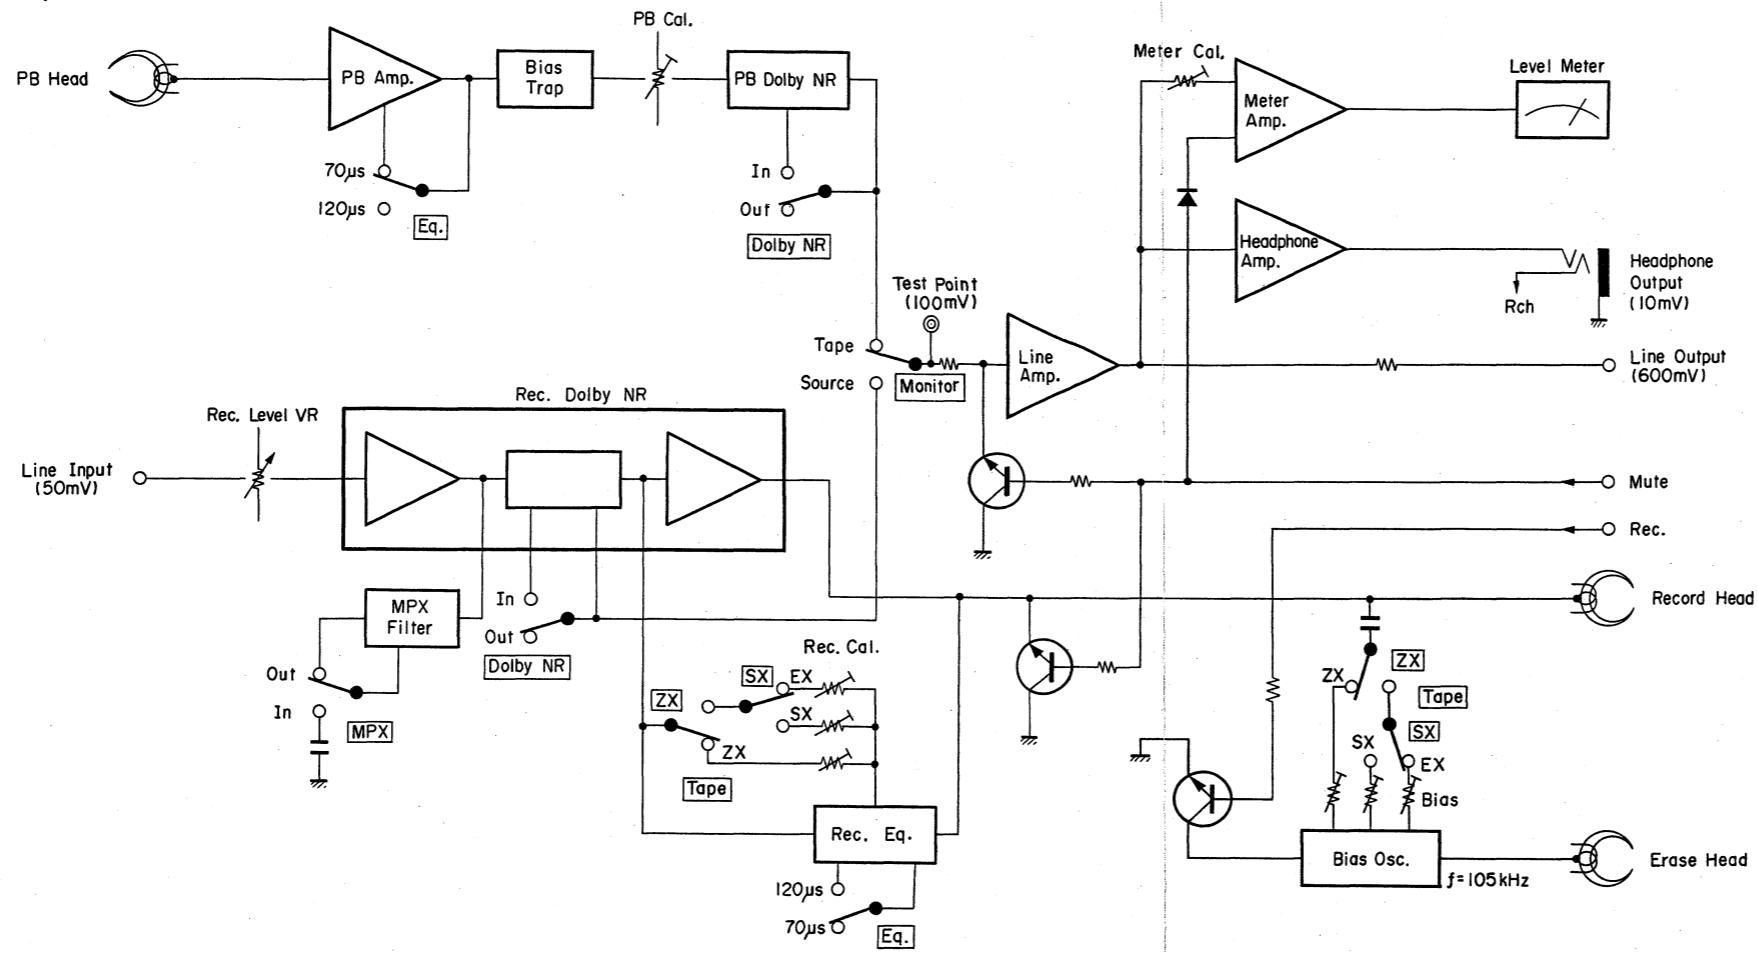 PB Cal.
Meter Cal.
Level Meter
PB Head
PB Amp.
Bias
Trap
PB Dolby NR
Meter
Amp.
70μs
120μs
Eq.
In
Out
Dolby NR
Headphone
Amp.
Headphone
Output
(10mV)
Rch
Test Point
(100mV)
Tape
Source
Monitor
Line
Amp.
Line Output
(600mV)
Rec. Dolby NR
Rec. Level VR
Line Input
(50mV)
Mute
Rec.
MPX
Filter
In
Out
Dolby NR
Out
In
MPX
Record Head
Rec. Cal.
SX
EX
ZX
SX
ZX
Tape
ZX
ZX
Tape
SX
SX
EX
Bias
Rec. Eq.
120μs
70μs
Eq.
Bias Osc.
f=105kHz
Erase Head